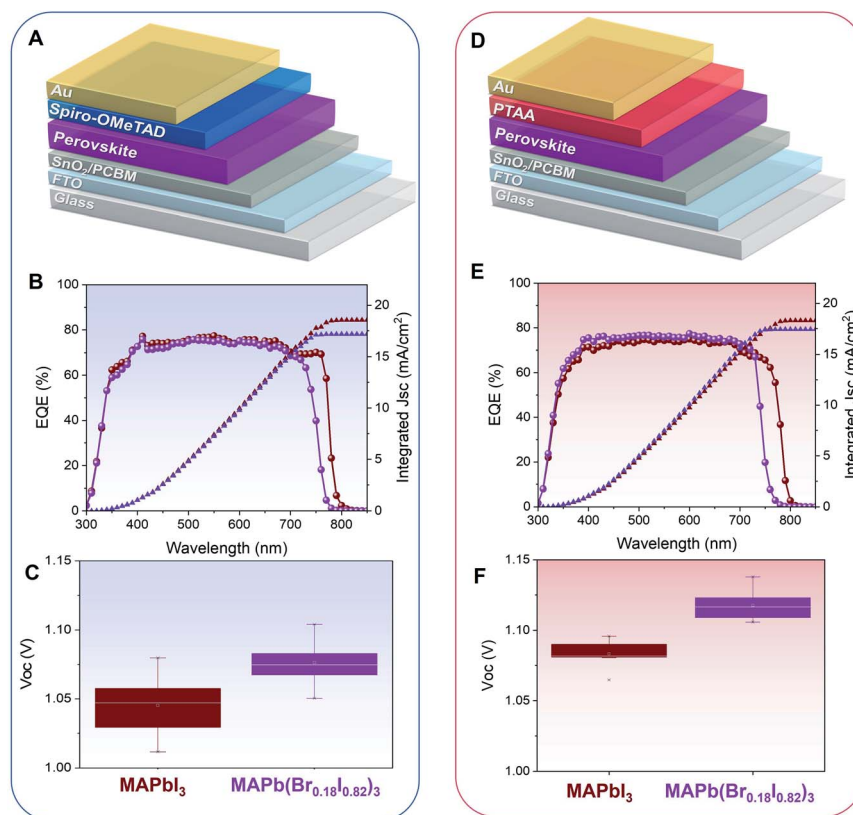 A
Au
Spiro-OMeTAD
Perovskite
SnO₂/PCBM
FTO
Glass
B
100
80
60
40
20
0
EQE (%)
20
15
10
5
0
Integrated Jsc (mA/cm²)
300 400 500 600 700 800
Wavelength (nm)
C
1.15
1.10
1.05
1.00
Voc (V)
MAPbI₃ MAPb(Br₀.₁₈I₀.₈₂)₃
D
Au
PTAA
Perovskite
SnO₂/PCBM
FTO
Glass
E
100
80
60
40
20
0
EQE (%)
20
15
10
5
0
Integrated Jsc (mA/cm²)
300 400 500 600 700 800
Wavelength (nm)
F
1.15
1.10
1.05
1.00
Voc (V)
MAPbI₃ MAPb(Br₀.₁₈I₀.₈₂)₃